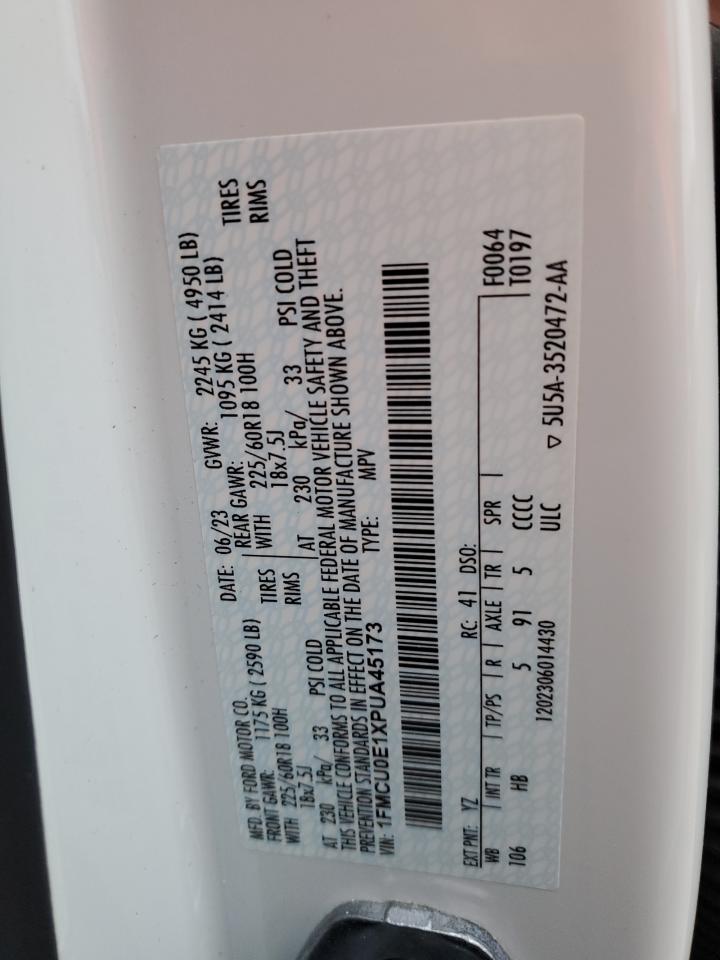 MFD. BY FORD MOTOR CO.
DATE: 06/23 GVWR: 2245 KG ( 4950 LB)
FRONT GAWR: 1175 KG ( 2590 LB)
REAR GAWR: 1095 KG ( 2414 LB)
WITH 225/60R18 100H TIRES
WITH 225/60R18 100H TIRES
18x7.5J RIMS
18x7.5J RIMS
AT 230 kPa/ 33 PSI COLD
AT 230 kPa/ 33 PSI COLD
THIS VEHICLE CONFORMS TO ALL APPLICABLE FEDERAL MOTOR VEHICLE SAFETY AND THEFT
PREVENTION STANDARDS IN EFFECT ON THE DATE OF MANUFACTURE SHOWN ABOVE.
VIN: 1FMCU0E1XPUA45173 TYPE: MPV
EXT PNT: YZ RC: 41 DSO:
WB INT TR TP/PS R AXLE TR SPR F0064
106 HB 5 91 5 CCCC T0197
1202306014430 ULC
▽ 5U5A-3520472-AA